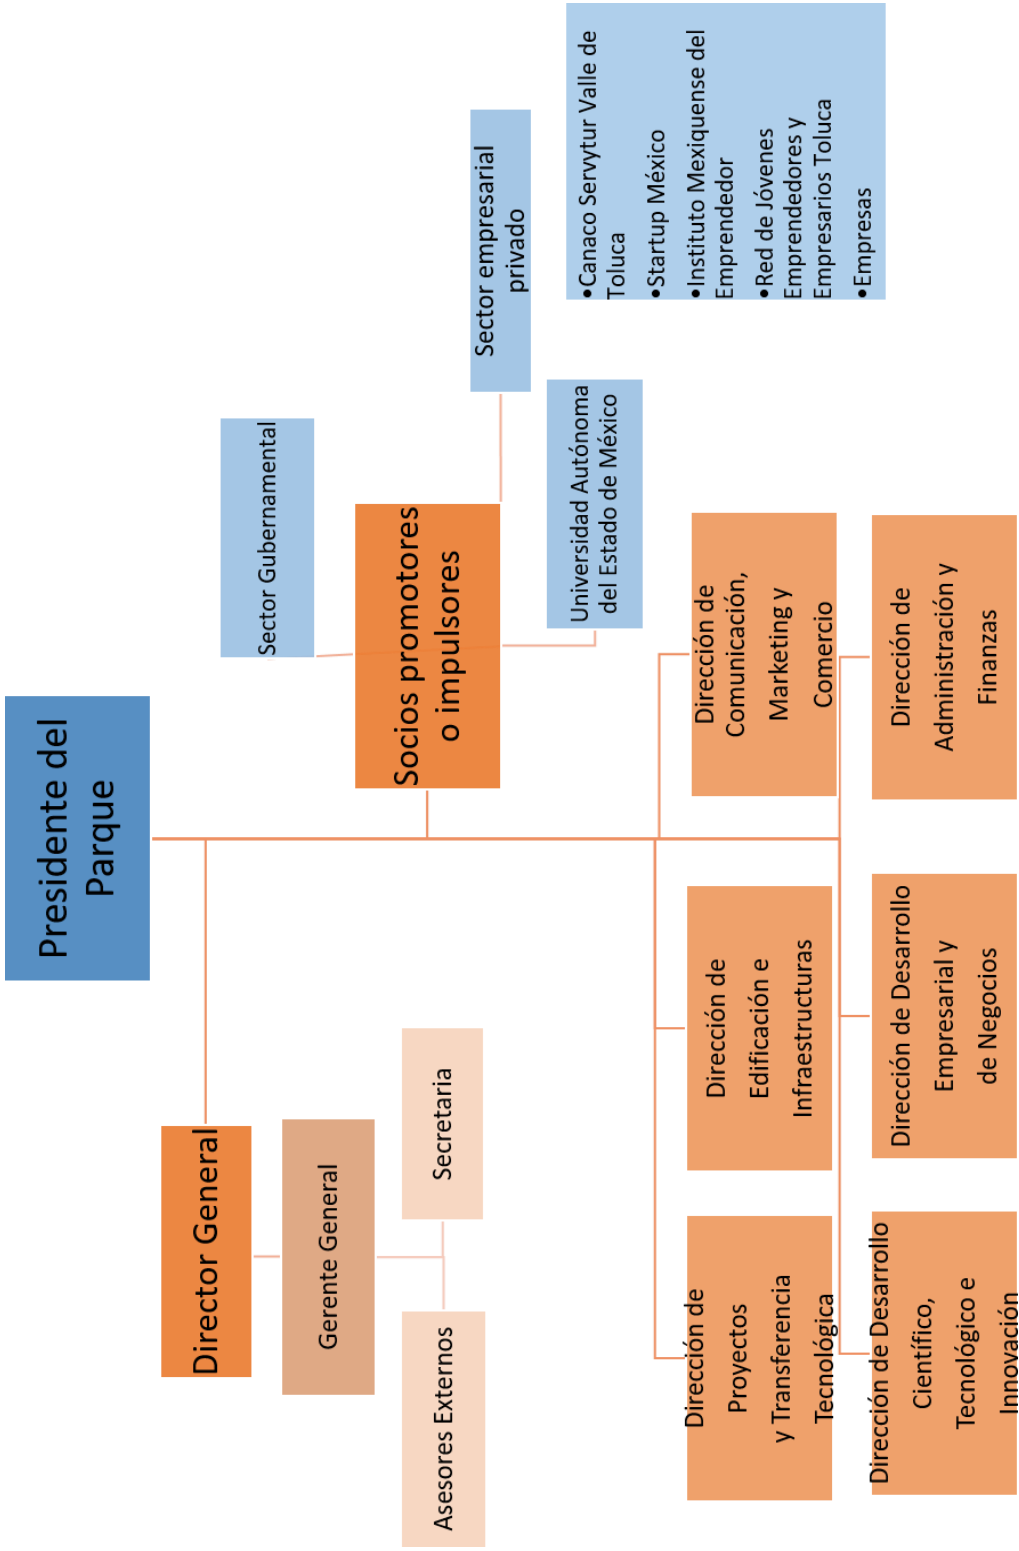 Presidente del
Parque
Director General
Gerente General
Asesores Externos
Secretaria
Sector Gubernamental
Socios promotores
o impulsores
Sector empresarial
privado
Universidad Autónoma
del Estado de México
•Canaco Servytur Valle de
Toluca
•Startup México
•Instituto Mexiquense del
Emprendedor
•Red de Jóvenes
Emprendedores y
Empresarios Toluca
•Empresas
Dirección de
Proyectos
y Transferencia
Tecnológica
Dirección de
Edificación e
Infraestructuras
Dirección de
Comunicación,
Marketing y
Comercio
Dirección de Desarrollo
Científico,
Tecnológico e
Innovación
Dirección de Desarrollo
Empresarial y
de Negocios
Dirección de
Administración y
Finanzas